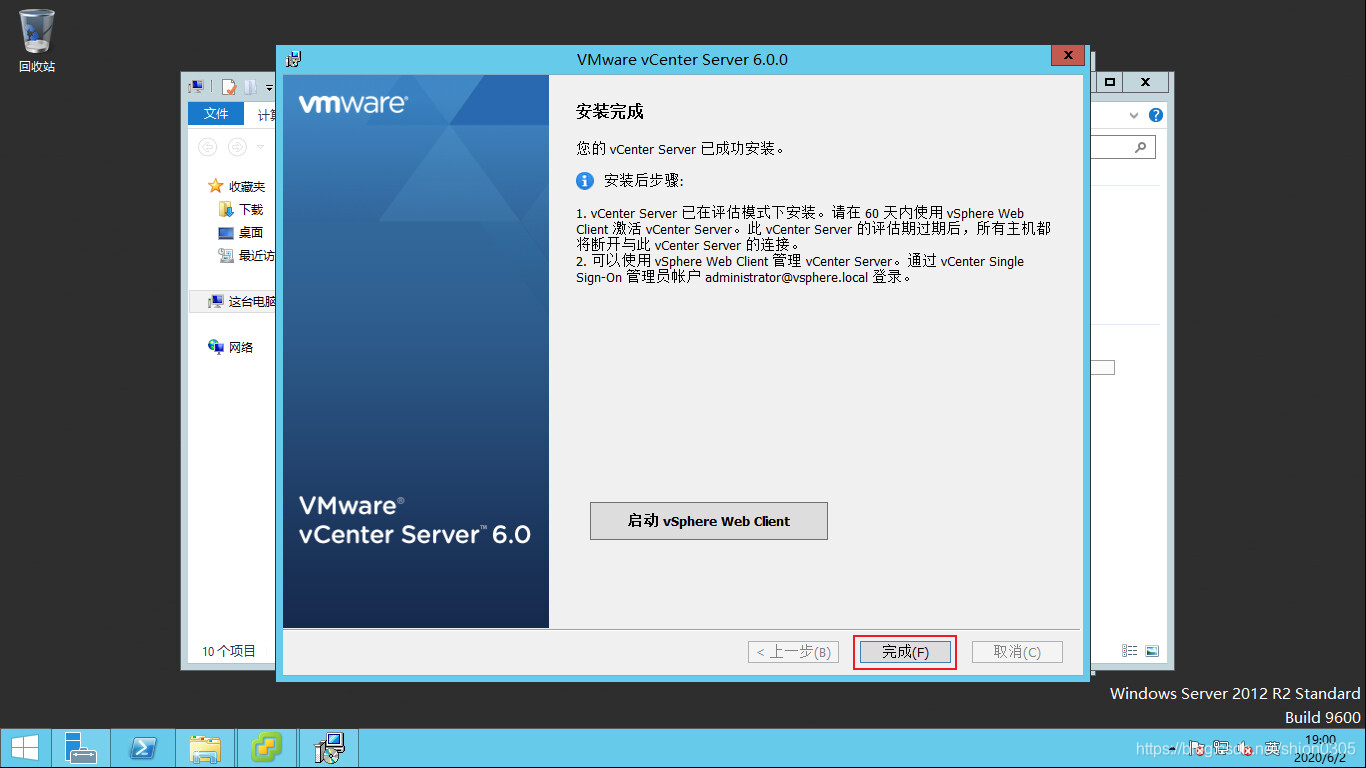 回收站
VMware vCenter Server 6.0.0
文件
收藏夹
下载
桌面
最近访
这台电脑
网络
10 个项目
vmware®
VMware®
vCenter Server™ 6.0
安装完成
您的 vCenter Server 已成功安装。
安装后步骤:
1. vCenter Server 已在评估模式下安装。请在 60 天内使用 vSphere Web
Client 激活 vCenter Server。此 vCenter Server 的评估期过期后，所有主机都
将断开与此 vCenter Server 的连接。
2. 可以使用 vSphere Web Client 管理 vCenter Server。通过 vCenter Single
Sign-On 管理员帐户 administrator@vsphere.local 登录。
启动 vSphere Web Client
< 上一步(B)
完成(F)
取消(C)
Windows Server 2012 R2 Standard
Build 9600
英
19:00
2020/6/2